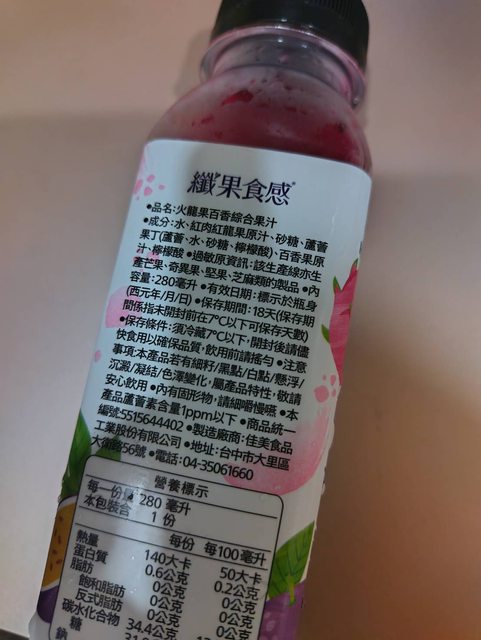 纖果食感
●品名:火龍果百香綜合果汁
●成分:水、紅肉紅龍果原汁、砂糖、蘆薈
果丁(蘆薈、水、砂糖、檸檬酸)、百香果原
汁、檸檬酸 ●過敏原資訊:該生產線亦生
產芒果、奇異果、堅果、芝麻類的製品 ●內
容量:280毫升 ●有效日期:標示於瓶身
(西元年/月/日) ●保存期間:18天(保存期
間係指未開封前在7°C以下可保存天數)
●保存條件:須冷藏7°C以下,開封後請儘
快食用以確保品質,飲用前請搖勻 ●注意
事項:本產品若有細籽/黑點/白點/懸浮/
沉澱/凝結/色澤變化,屬產品特性,敬請
安心飲用 ●內有固形物,請細嚼慢嚥 ●本
產品蘆薈素含量1ppm以下 ●商品統一
編號:5515644402 ●製造廠商:佳美食品
工業股份有限公司 ●地址:台中市大里區
大衛路56號 ●電話:04-35061660
營養標示
每一份量 280 毫升
本包裝含 1 份
每份 每100毫升
熱量 140大卡 50大卡
蛋白質 0.6公克 0.2公克
脂肪 0公克 0公克
飽和脂肪 0公克 0公克
反式脂肪 0公克 0公克
碳水化合物 34.4公克
糖
鈉